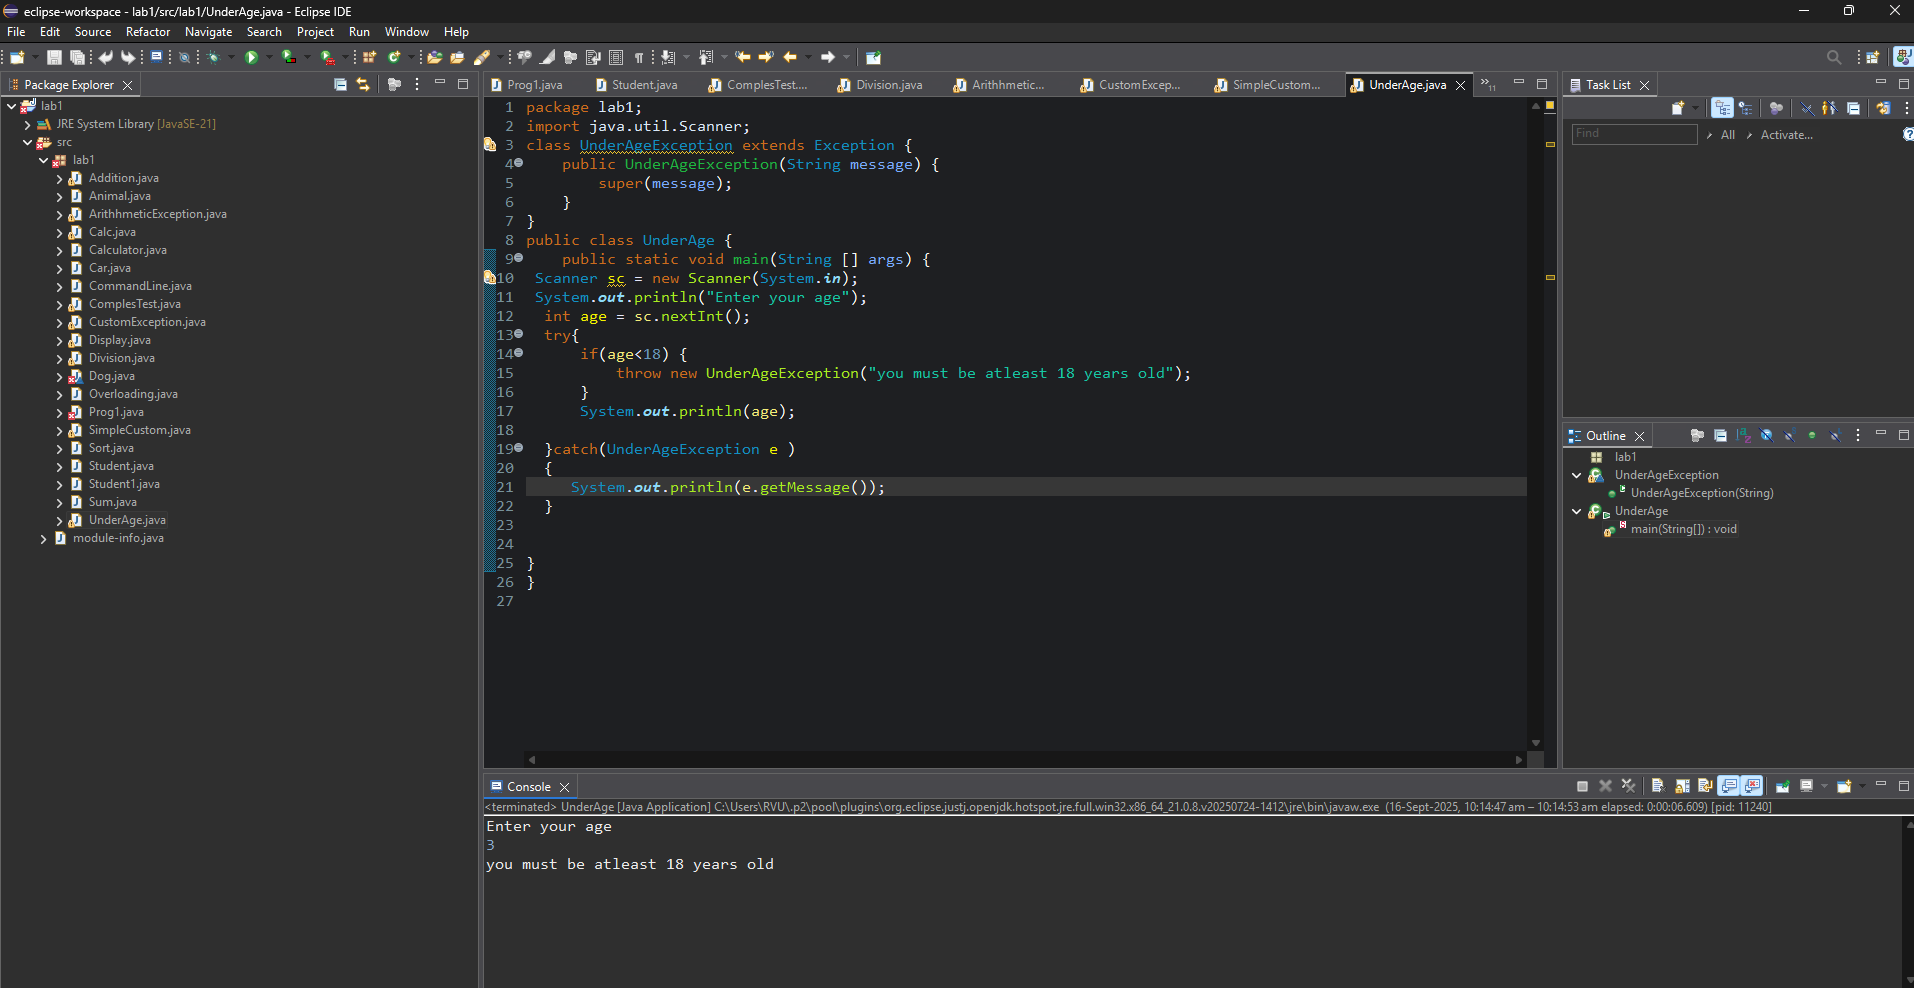 eclipse-workspace - lab1/src/lab1/UnderAge.java - Eclipse IDE
File Edit Source Refactor Navigate Search Project Run Window Help
Package Explorer
lab1
JRE System Library [JavaSE-21]
src
lab1
Addition.java
Animal.java
ArithhmeticException.java
Calc.java
Calculator.java
Car.java
CommandLine.java
ComplesTest.java
CustomException.java
Display.java
Division.java
Dog.java
Overloading.java
Prog1.java
SimpleCustom.java
Sort.java
Student.java
Student1.java
Sum.java
UnderAge.java
module-info.java
Prog1.java Student.java ComplesTest.... Division.java Arithhmetic... CustomExcep... SimpleCustom... UnderAge.java »11
1 package lab1;
2 import java.util.Scanner;
3 class UnderAgeException extends Exception {
4 public UnderAgeException(String message) {
5 super(message);
6 }
7 }
8 public class UnderAge {
9 public static void main(String [] args) {
10 Scanner sc = new Scanner(System.in);
11 System.out.println("Enter your age");
12 int age = sc.nextInt();
13 try{
14 if(age<18) {
15 throw new UnderAgeException("you must be atleast 18 years old");
16 }
17 System.out.println(age);
18
19 }catch(UnderAgeException e )
20 {
21 System.out.println(e.getMessage());
22 }
23
24
25 }
26 }
27
Task List
Find All Activate...
Outline
lab1
UnderAgeException
UnderAgeException(String)
UnderAge
main(String[]) : void
Console
<terminated> UnderAge [Java Application] C:\Users\RVU\.p2\pool\plugins\org.eclipse.justj.openjdk.hotspot.jre.full.win32.x86_64_21.0.8.v20250724-1412\jre\bin\javaw.exe (16-Sept-2025, 10:14:47 am – 10:14:53 am elapsed: 0:00:06.609) [pid: 11240]
Enter your age
3
you must be atleast 18 years old